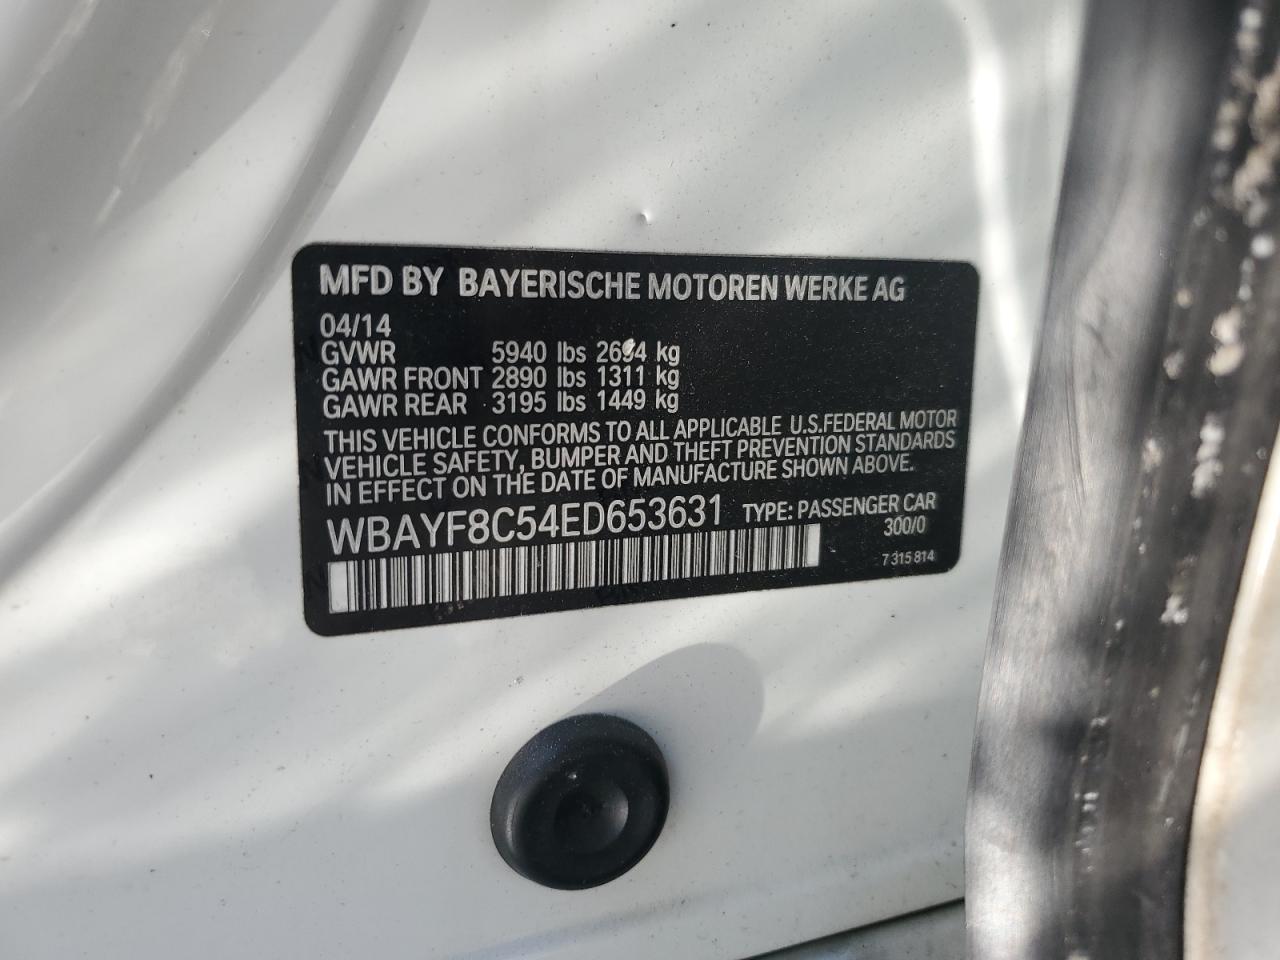 MFD BY BAYERISCHE MOTOREN WERKE AG
04/14
GVWR 5940 lbs 2694 kg
GAWR FRONT 2890 lbs 1311 kg
GAWR REAR 3195 lbs 1449 kg
THIS VEHICLE CONFORMS TO ALL APPLICABLE U.S.FEDERAL MOTOR
VEHICLE SAFETY, BUMPER AND THEFT PREVENTION STANDARDS
IN EFFECT ON THE DATE OF MANUFACTURE SHOWN ABOVE.
WBAYF8C54ED653631 TYPE: PASSENGER CAR
300/0
7 315 814